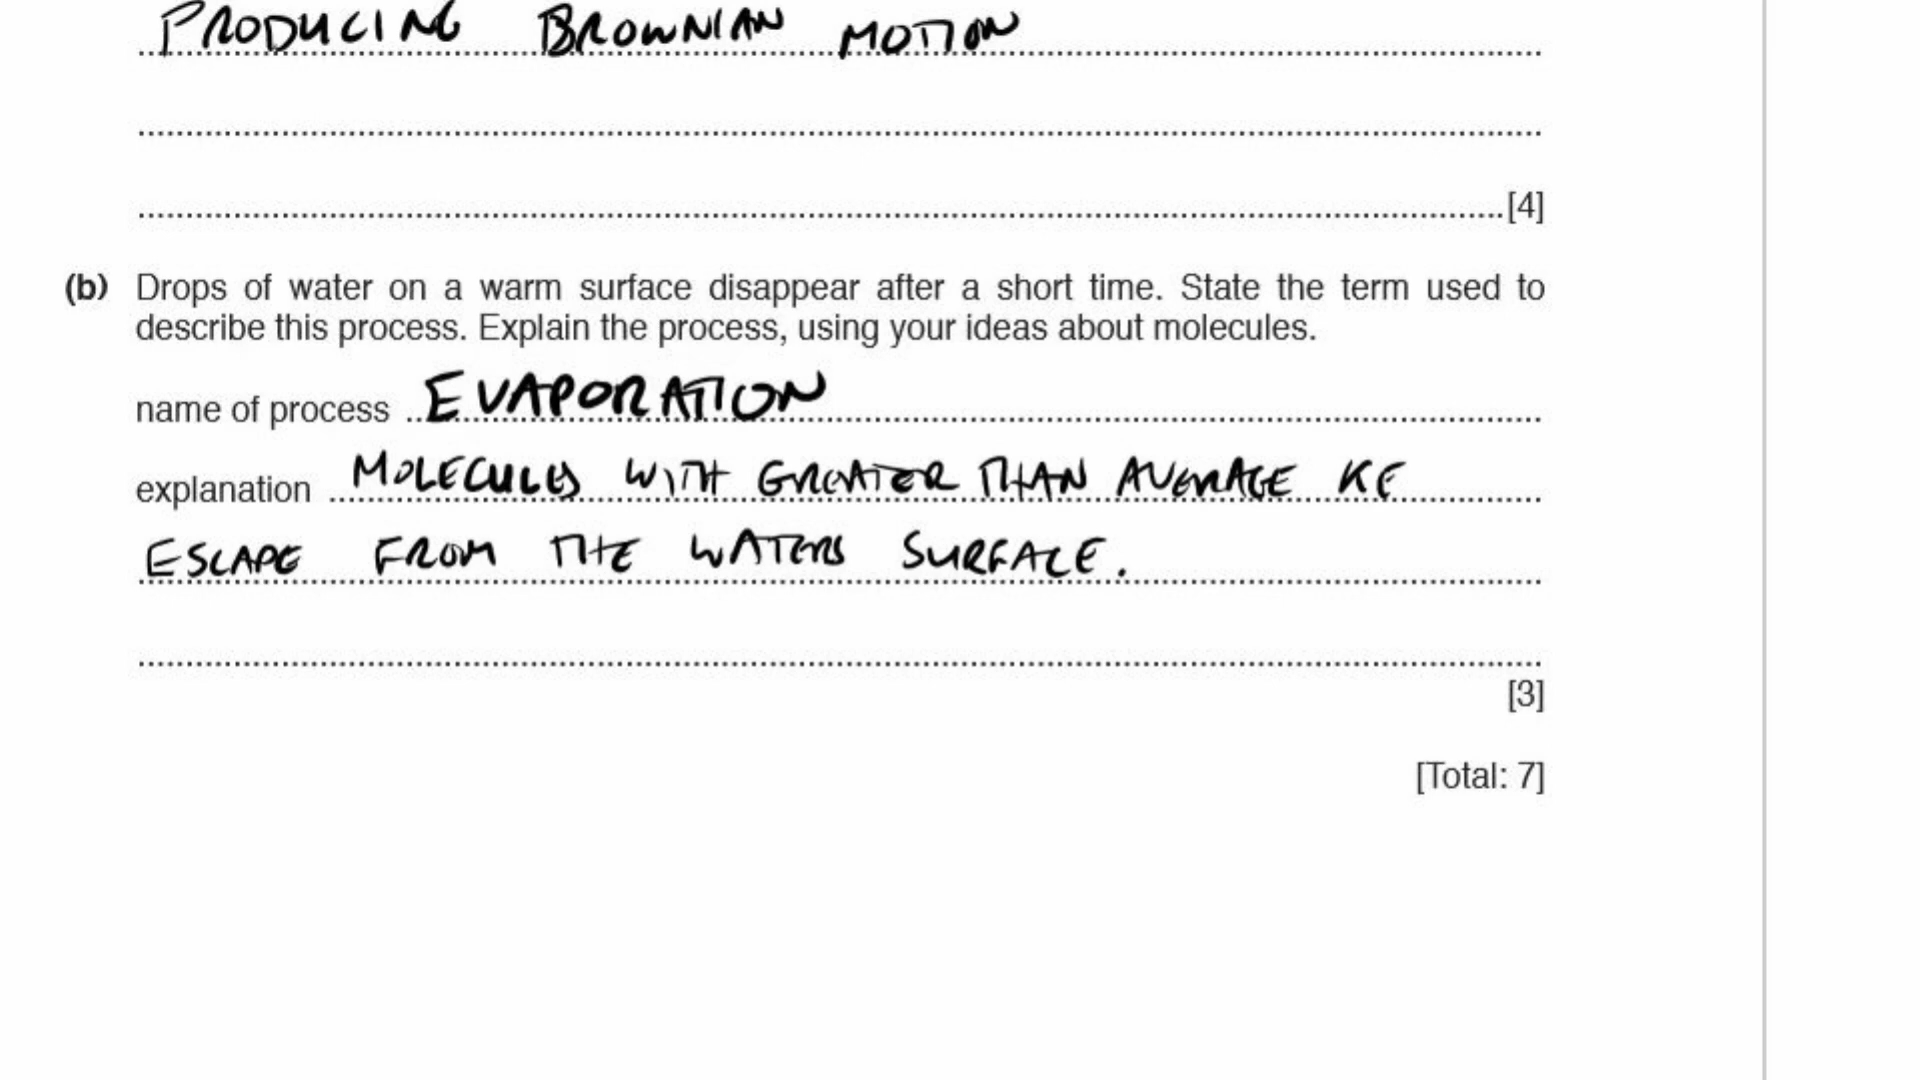 PRODUCING BROWNIAN MOTION
[4]
(b) Drops of water on a warm surface disappear after a short time. State the term used to
describe this process. Explain the process, using your ideas about molecules.
name of process EVAPORATION
explanation MOLECULES WITH GREATER THAN AVERAGE KE
ESCAPE FROM THE WATERS SURFACE.
[3]
[Total: 7]